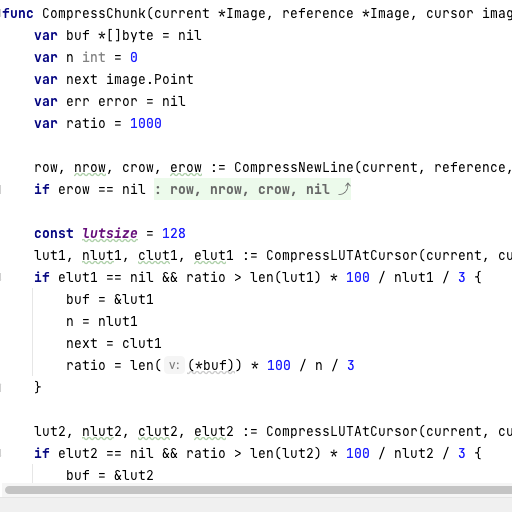 func CompressChunk(current *Image, reference *Image, cursor imag
var buf *[]byte = nil
var n int = 0
var next image.Point
var err error = nil
var ratio = 1000
row, nrow, crow, erow := CompressNewLine(current, reference,
if erow == nil : row, nrow, crow, nil ⤴
const lutsize = 128
lut1, nlut1, clut1, elut1 := CompressLUTAtCursor(current, cu
if elut1 == nil && ratio > len(lut1) * 100 / nlut1 / 3 {
buf = &lut1
n = nlut1
next = clut1
ratio = len( v: (*buf)) * 100 / n / 3
}
lut2, nlut2, clut2, elut2 := CompressLUTAtCursor(current, cu
if elut2 == nil && ratio > len(lut2) * 100 / nlut2 / 3 {
buf = &lut2